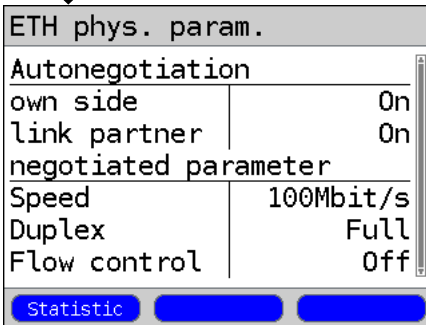 ETH phys. param.
Autonegotiation
own side On
link partner On
negotiated parameter
Speed 100Mbit/s
Duplex Full
Flow control Off
Statistic